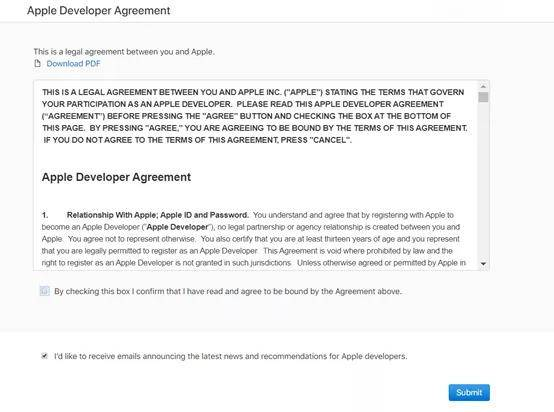 Apple Developer Agreement
This is a legal agreement between you and Apple.
Download PDF
THIS IS A LEGAL AGREEMENT BETWEEN YOU AND APPLE INC. ("APPLE") STATING THE TERMS THAT GOVERN
YOUR PARTICIPATION AS AN APPLE DEVELOPER. PLEASE READ THIS APPLE DEVELOPER AGREEMENT
("AGREEMENT") BEFORE PRESSING THE "AGREE" BUTTON AND CHECKING THE BOX AT THE BOTTOM OF
THIS PAGE. BY PRESSING "AGREE," YOU ARE AGREEING TO BE BOUND BY THE TERMS OF THIS AGREEMENT.
IF YOU DO NOT AGREE TO THE TERMS OF THIS AGREEMENT, PRESS "CANCEL".
Apple Developer Agreement
1. Relationship With Apple; Apple ID and Password. You understand and agree that by registering with Apple to
become an Apple Developer ("Apple Developer"), no legal partnership or agency relationship is created between you and
Apple. You agree not to represent otherwise. You also certify that you are at least thirteen years of age and you represent
that you are legally permitted to register as an Apple Developer. This Agreement is void where prohibited by law and the
right to register as an Apple Developer is not granted in such jurisdictions. Unless otherwise agreed or permitted by Apple in
By checking this box I confirm that I have read and agree to be bound by the Agreement above.
I'd like to receive emails announcing the latest news and recommendations for Apple developers.
Submit